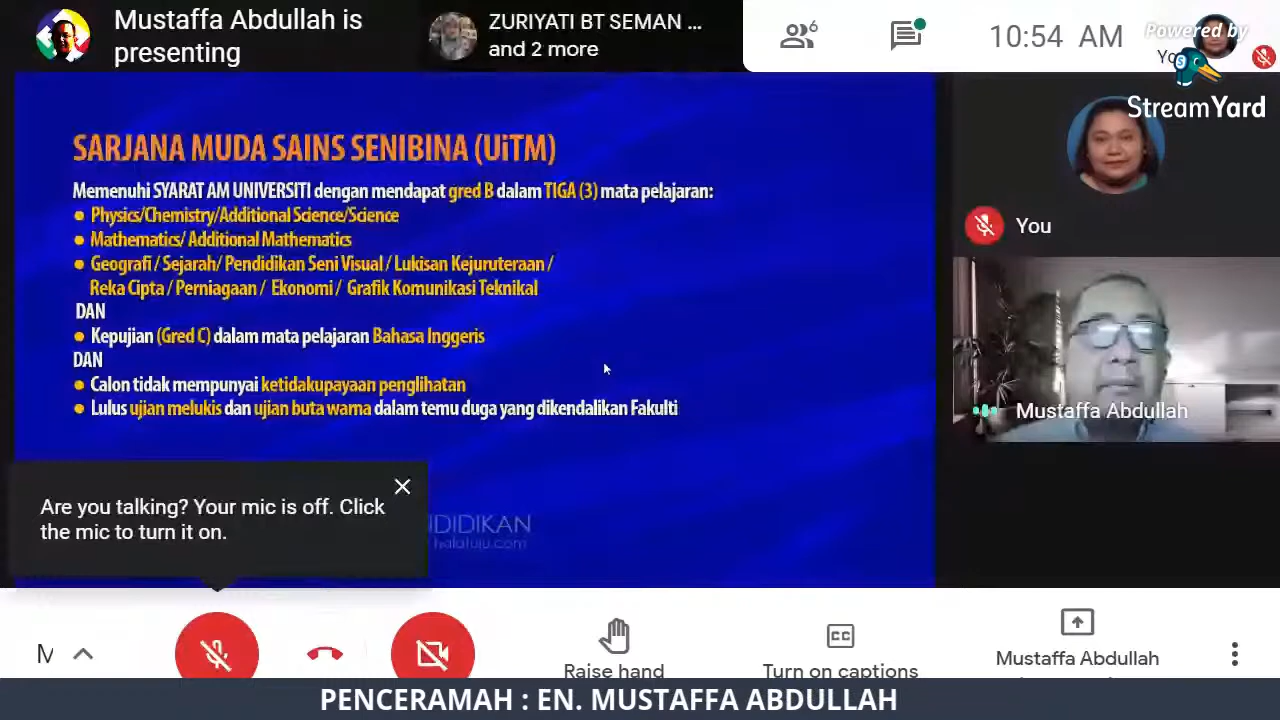 Mustaffa Abdullah is
presenting
ZURIYATI BT SEMAN ...
and 2 more
6
10:54 AM
Powered by
StreamYard
SARJANA MUDA SAINS SENIBINA (UiTM)
Memenuhi SYARAT AM UNIVERSITI dengan mendapat gred B dalam TIGA (3) mata pelajaran:
● Physics/Chemistry/Additional Science/Science
● Mathematics/ Additional Mathematics
● Geografi / Sejarah/ Pendidikan Seni Visual / Lukisan Kejuruteraan /
Reka Cipta / Perniagaan / Ekonomi / Grafik Komunikasi Teknikal
DAN
● Kepujian (Gred C) dalam mata pelajaran Bahasa Inggeris
DAN
● Calon tidak mempunyai ketidakupayaan penglihatan
● Lulus ujian melukis dan ujian buta warna dalam temu duga yang dikendalikan Fakulti
You
Mustaffa Abdullah
Are you talking? Your mic is off. Click
the mic to turn it on.
DIDIKAN
halatuju.com
CC
Raise hand
Turn on captions
Mustaffa Abdullah
PENCERAMAH : EN. MUSTAFFA ABDULLAH